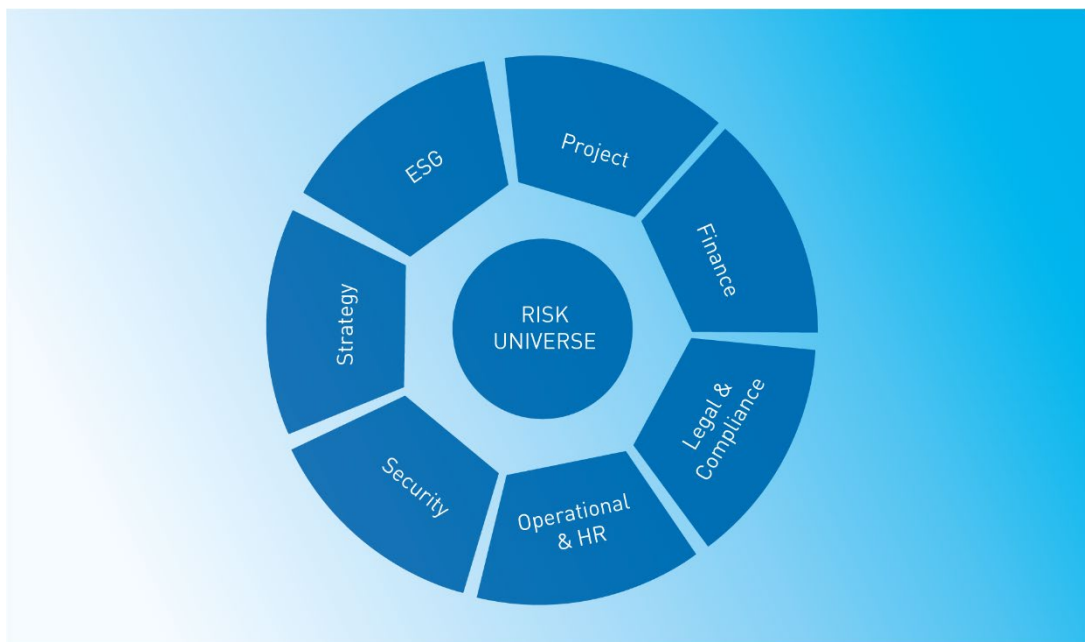 Project
Finance
Legal &
Compliance
Operational
& HR
Security
Strategy
ESG
RISK
UNIVERSE